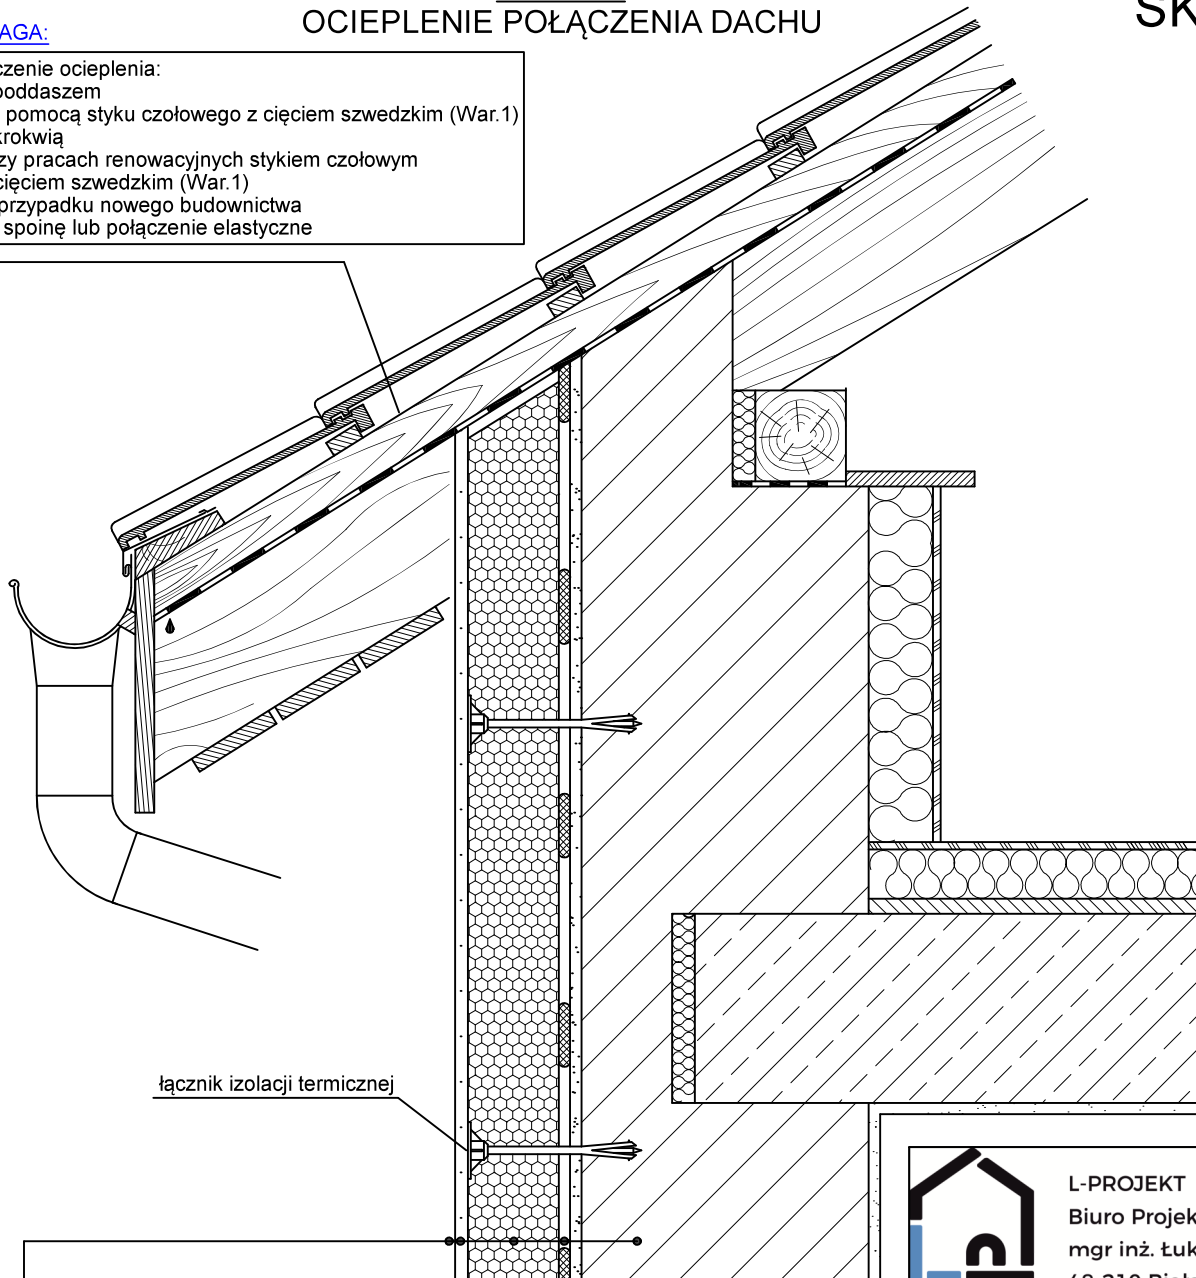 OCIEPLENIE POŁĄCZENIA DACHU
SK
AGA:
czenie ocieplenia:
poddaszem
pomocą styku czołowego z cięciem szwedzkim (War.1)
krokwią
zy pracach renowacyjnych stykiem czołowym
cięciem szwedzkim (War.1)
przypadku nowego budownictwa
spoinę lub połączenie elastyczne
łącznik izolacji termicznej
L-PROJEKT
Biuro Projek
mgr inż. Łuk